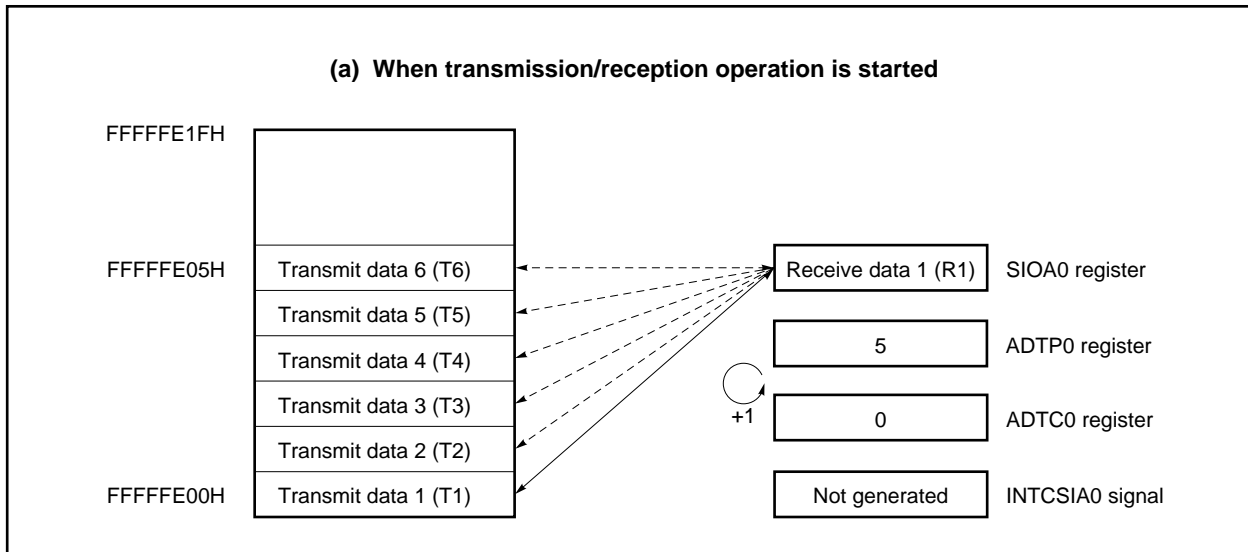 (a) When transmission/reception operation is started
FFFFFE1FH
FFFFFE05H
Transmit data 6 (T6)
Receive data 1 (R1)
SIOA0 register
Transmit data 5 (T5)
5
ADTP0 register
Transmit data 4 (T4)
Transmit data 3 (T3)
+1
0
ADTC0 register
Transmit data 2 (T2)
FFFFFE00H
Transmit data 1 (T1)
Not generated
INTCSIA0 signal